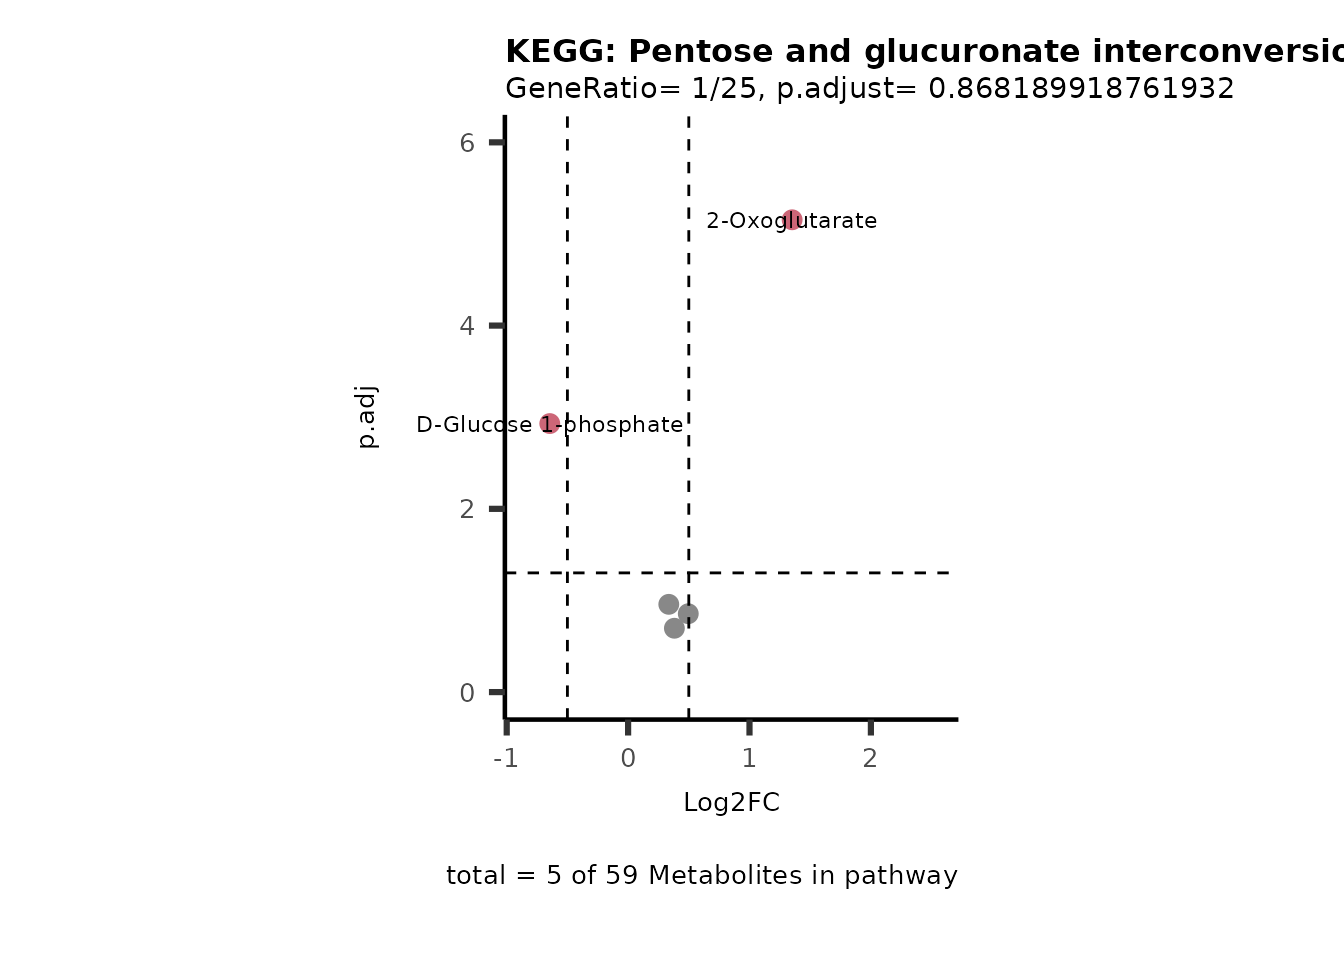 KEGG: Pentose and glucuronate interconversio
GeneRatio= 1/25, p.adjust= 0.868189918761932
6
2-Oxoglutarate
4
p.adj
D-Glucose 1-phosphate
2
0
-1 0 1 2
Log2FC
total = 5 of 59 Metabolites in pathway